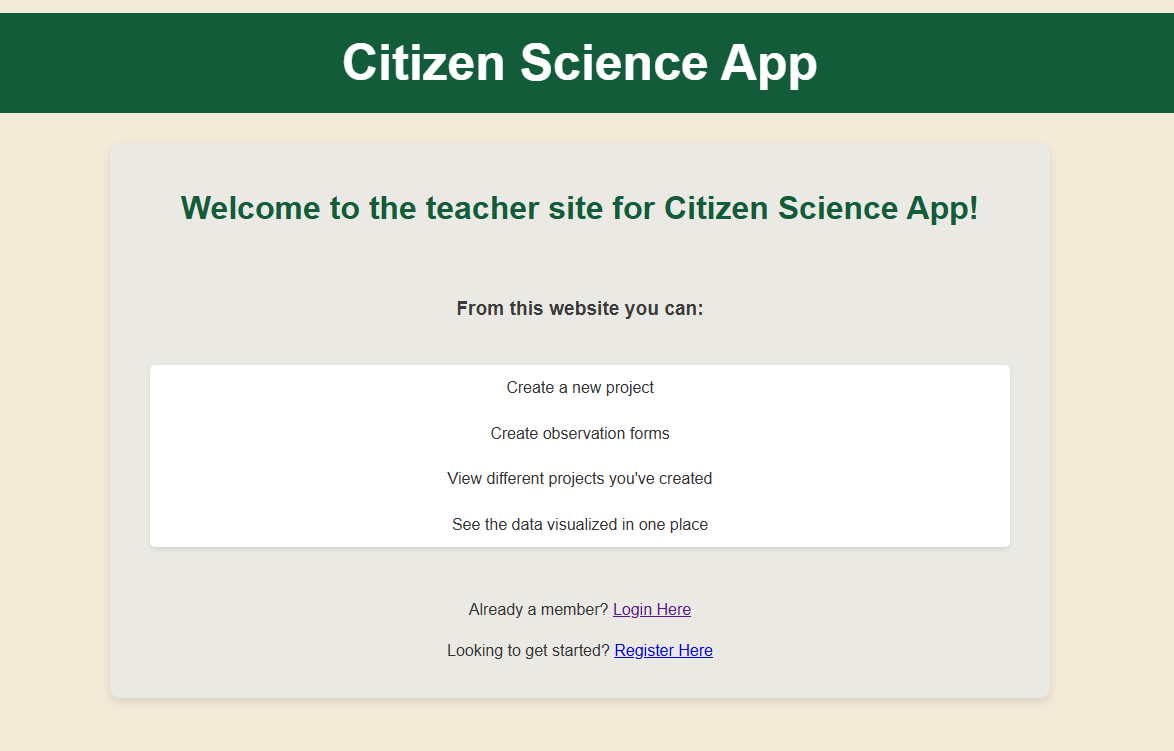 Citizen Science App
Welcome to the teacher site for Citizen Science App!
From this website you can:
Create a new project
Create observation forms
View different projects you've created
See the data visualized in one place
Already a member? Login Here
Looking to get started? Register Here